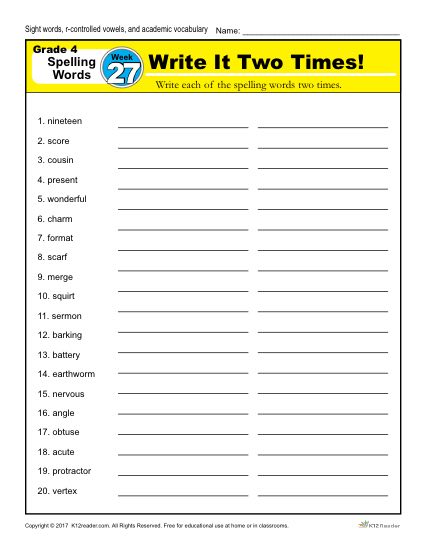 Sight words, r-controlled vowels, and academic vocabulary Name:
Grade 4
Spelling
Words
Week
27
Write It Two Times!
Write each of the spelling words two times.
1. nineteen
2. score
3. cousin
4. present
5. wonderful
6. charm
7. format
8. scarf
9. merge
10. squirt
11. sermon
12. barking
13. battery
14. earthworm
15. nervous
16. angle
17. obtuse
18. acute
19. protractor
20. vertex
Copyright © 2017 K12reader.com. All Rights Reserved. Free for educational use at home or in classrooms. K12Reader